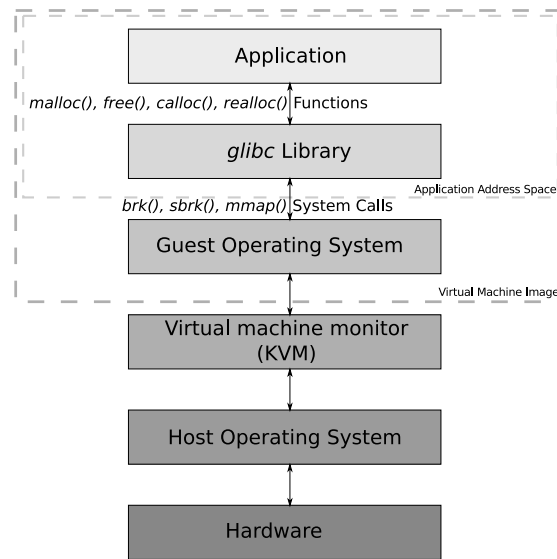 Application
malloc(), free(), calloc(), realloc() Functions
glibc Library
Application Address Space
brk(), sbrk(), mmap() System Calls
Guest Operating System
Virtual Machine Image
Virtual machine monitor
(KVM)
Host Operating System
Hardware